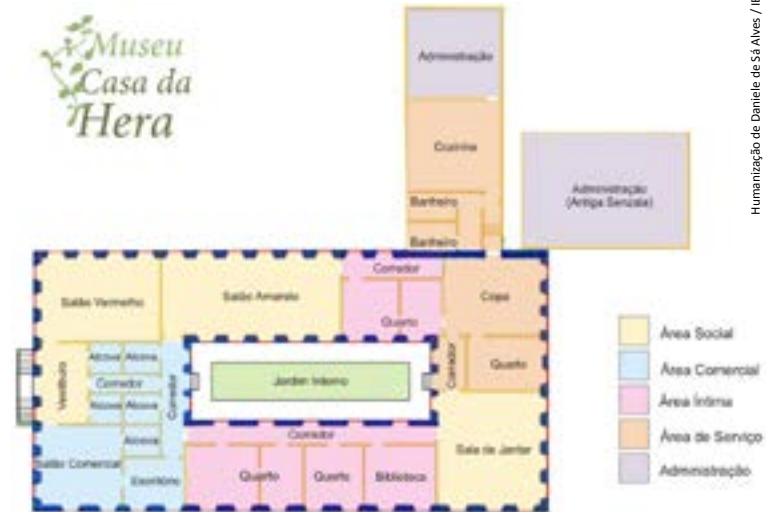 Museu
Casa da
Hera
Administração
Cozinha
Banheiro
Banheiro
Administração
(Antiga Senzala)
Corredor
Salão Vermelho
Salão Amarelo
Quarto
Copa
Vestíbulo
Alcova
Alcova
Corredor
Alcova
Alcova
Corredor
Jardim Interno
Corredor
Quarto
Alcova
Corredor
Sala de Jantar
Salão Comercial
Escritório
Quarto
Quarto
Biblioteca
Área Social
Área Comercial
Área Íntima
Área de Serviço
Administração
Humanização de Daniele de Sá Alves /